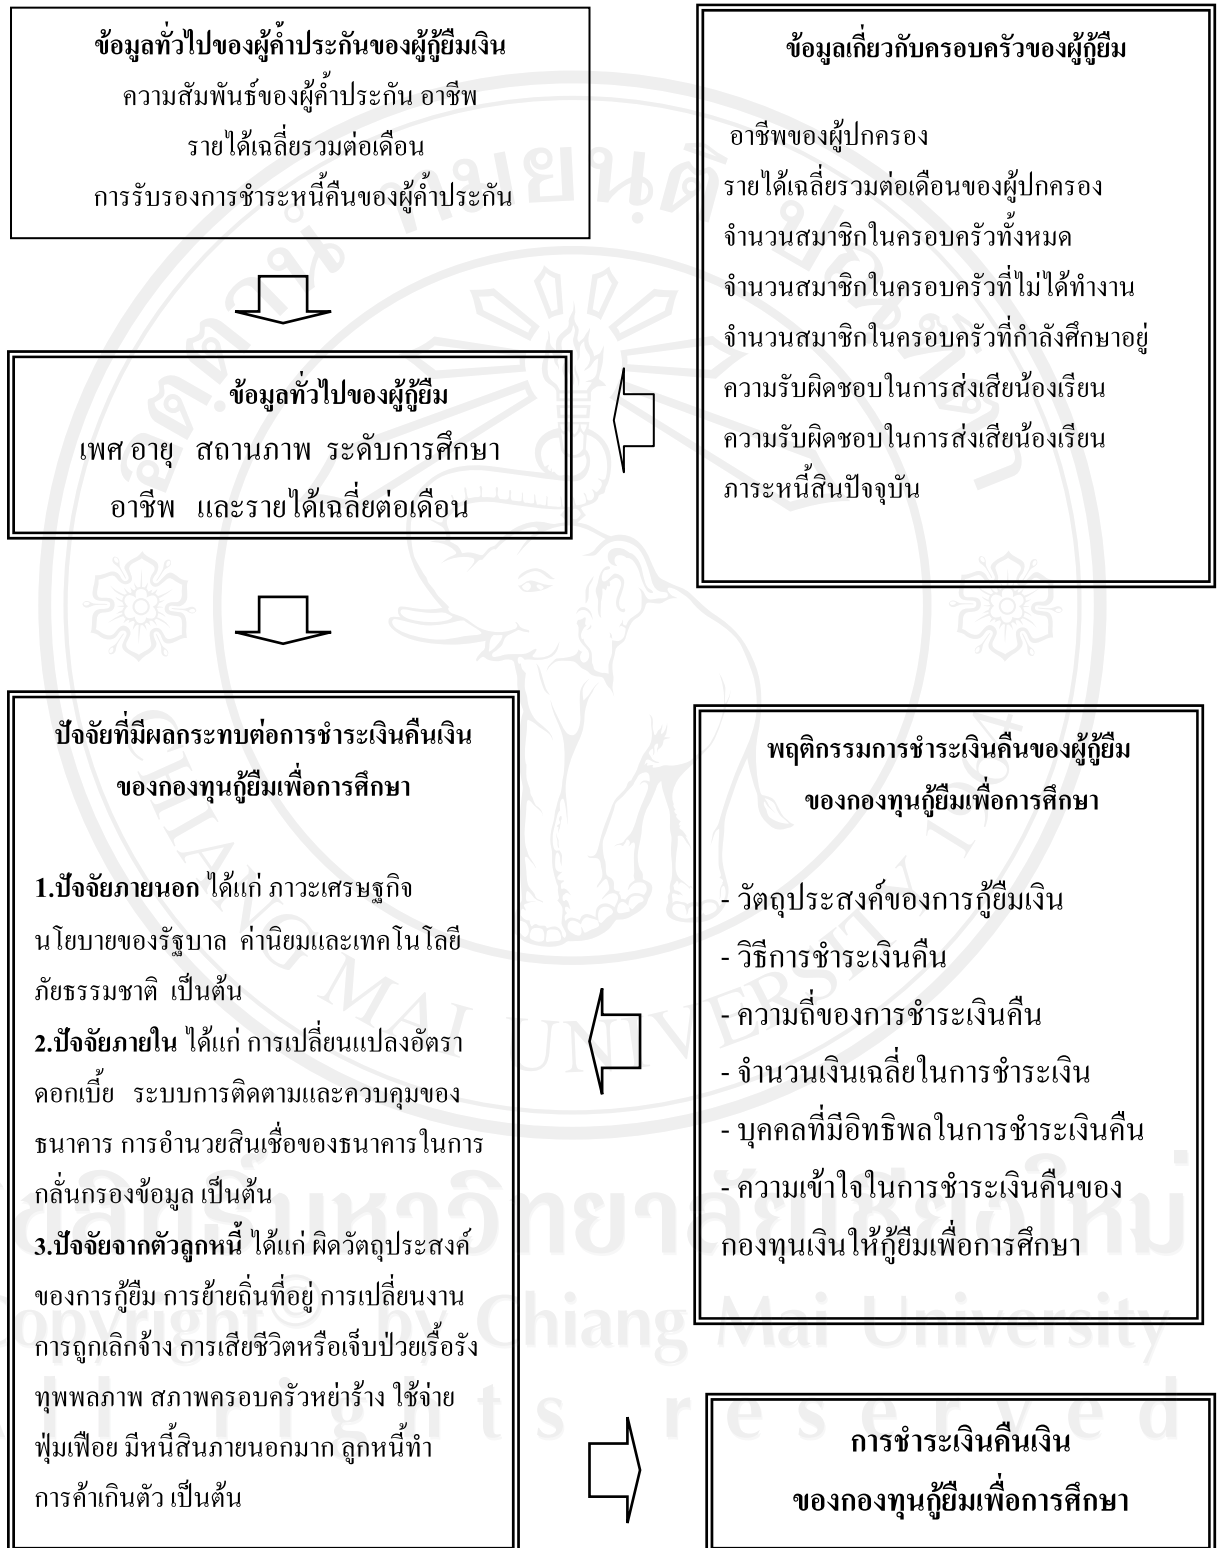 ข้อมูลทั่วไปของผู้ค้ำประกันของผู้กู้ยืมเงิน
ความสัมพันธ์ของผู้ค้ำประกัน อาชีพ
รายได้เฉลี่ยรวมต่อเดือน
การรับรองการชำระหนี้คืนของผู้ค้ำประกัน
ข้อมูลเกี่ยวกับครอบครัวของผู้กู้ยืม
อาชีพของผู้ปกครอง
รายได้เฉลี่ยรวมต่อเดือนของผู้ปกครอง
จำนวนสมาชิกในครอบครัวทั้งหมด
จำนวนสมาชิกในครอบครัวที่ไม่ได้ทำงาน
จำนวนสมาชิกในครอบครัวที่กำลังศึกษาอยู่
ความรับผิดชอบในการส่งเสียน้องเรียน
ความรับผิดชอบในการส่งเสียน้องเรียน
ภาระหนี้สินปัจจุบัน
ข้อมูลทั่วไปของผู้กู้ยืม
เพศ อายุ สถานภาพ ระดับการศึกษา
อาชีพ และรายได้เฉลี่ยต่อเดือน
ปัจจัยที่มีผลกระทบต่อการชำระเงินคืนเงิน
ของกองทุนกู้ยืมเพื่อการศึกษา
1.ปัจจัยภายนอก ได้แก่ ภาวะเศรษฐกิจ
นโยบายของรัฐบาล ค่านิยมและเทคโนโลยี
ภัยธรรมชาติ เป็นต้น
2.ปัจจัยภายใน ได้แก่ การเปลี่ยนแปลงอัตรา
ดอกเบี้ย ระบบการติดตามและควบคุมของ
ธนาคาร การอำนวยสินเชื่อของธนาคารในการ
กลั่นกรองข้อมูล เป็นต้น
3.ปัจจัยจากตัวลูกหนี้ ได้แก่ ผิดวัตถุประสงค์
ของการกู้ยืม การย้ายถิ่นที่อยู่ การเปลี่ยนงาน
การถูกเลิกจ้าง การเสียชีวิตหรือเจ็บป่วยเรื้อรัง
ทุพพลภาพ สภาพครอบครัวหย่าร้าง ใช้จ่าย
ฟุ่มเฟือย มีหนี้สินภายนอกมาก ลูกหนี้ทำ
การค้าเกินตัว เป็นต้น
พฤติกรรมการชำระเงินคืนของผู้กู้ยืม
ของกองทุนกู้ยืมเพื่อการศึกษา
- วัตถุประสงค์ของการกู้ยืมเงิน
- วิธีการชำระเงินคืน
- ความถี่ของการชำระเงินคืน
- จำนวนเงินเฉลี่ยในการชำระเงิน
- บุคคลที่มีอิทธิพลในการชำระเงินคืน
- ความเข้าใจในการชำระเงินคืนของ
กองทุนเงินให้กู้ยืมเพื่อการศึกษา
การชำระเงินคืนเงิน
ของกองทุนกู้ยืมเพื่อการศึกษา
CHIANG MAI UNIVERSITY 1964
มหาวิทยาลัยเชียงใหม่
Copyright© by Chiang Mai University
rights reserved